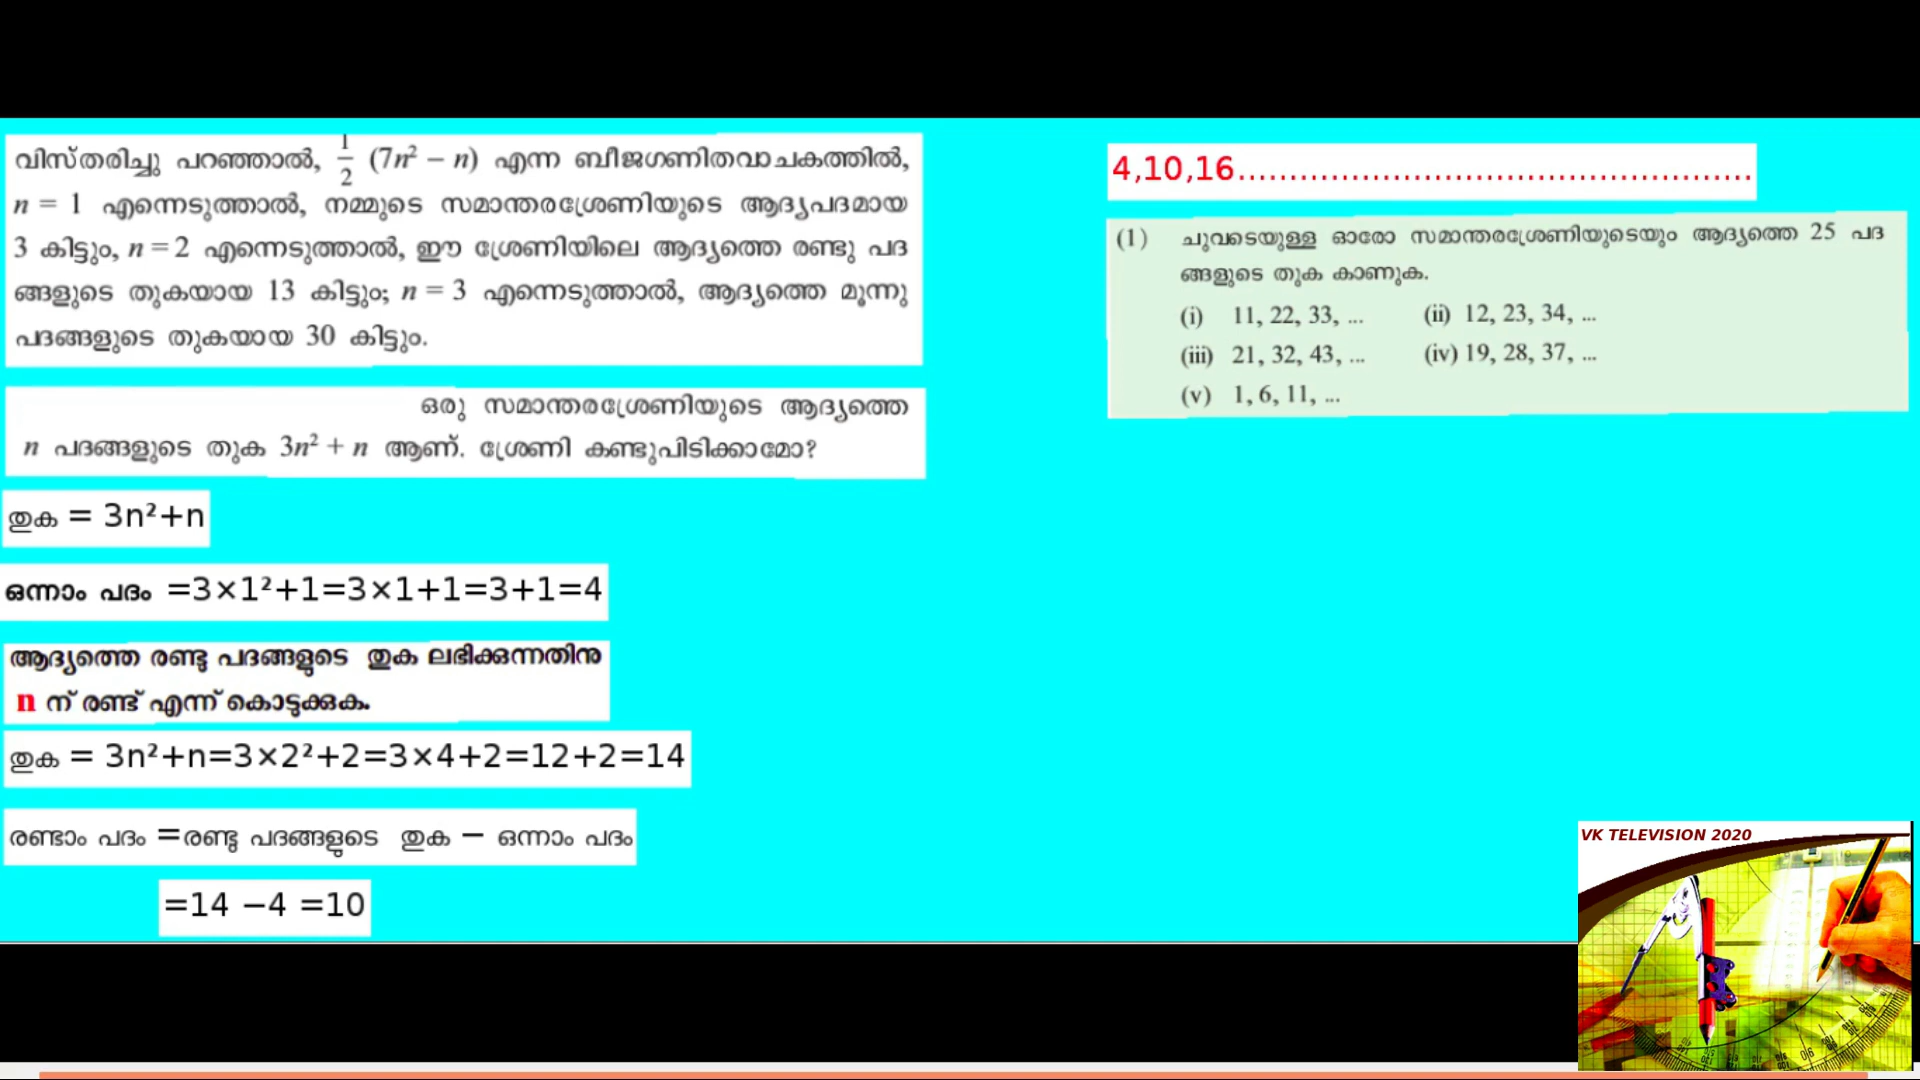 വിസ്തരിച്ചു പറഞ്ഞാൽ, 1/2 (7n² − n) എന്ന ബീജഗണിതവാചകത്തിൽ,
n = 1 എന്നെടുത്താൽ, നമ്മുടെ സമാന്തരശ്രേണിയുടെ ആദ്യപദമായ
3 കിട്ടും, n = 2 എന്നെടുത്താൽ, ഈ ശ്രേണിയിലെ ആദ്യത്തെ രണ്ടു പദ
ങ്ങളുടെ തുകയായ 13 കിട്ടും; n = 3 എന്നെടുത്താൽ, ആദ്യത്തെ മൂന്നു
പദങ്ങളുടെ തുകയായ 30 കിട്ടും.
ഒരു സമാന്തരശ്രേണിയുടെ ആദ്യത്തെ
n പദങ്ങളുടെ തുക 3n² + n ആണ്. ശ്രേണി കണ്ടുപിടിക്കാമോ?
തുക = 3n²+n
ഒന്നാം പദം =3×1²+1=3×1+1=3+1=4
ആദ്യത്തെ രണ്ടു പദങ്ങളുടെ തുക ലഭിക്കുന്നതിനു
n ന് രണ്ട് എന്ന് കൊടുക്കുക.
തുക = 3n²+n=3×2²+2=3×4+2=12+2=14
രണ്ടാം പദം =രണ്ടു പദങ്ങളുടെ തുക − ഒന്നാം പദം
=14 −4 =10
4,10,16..................................................
(1) ചുവടെയുള്ള ഓരോ സമാന്തരശ്രേണിയുടെയും ആദ്യത്തെ 25 പദ
ങ്ങളുടെ തുക കാണുക.
(i) 11, 22, 33, ... (ii) 12, 23, 34, ...
(iii) 21, 32, 43, ... (iv) 19, 28, 37, ...
(v) 1, 6, 11, ...
VK TELEVISION 2020